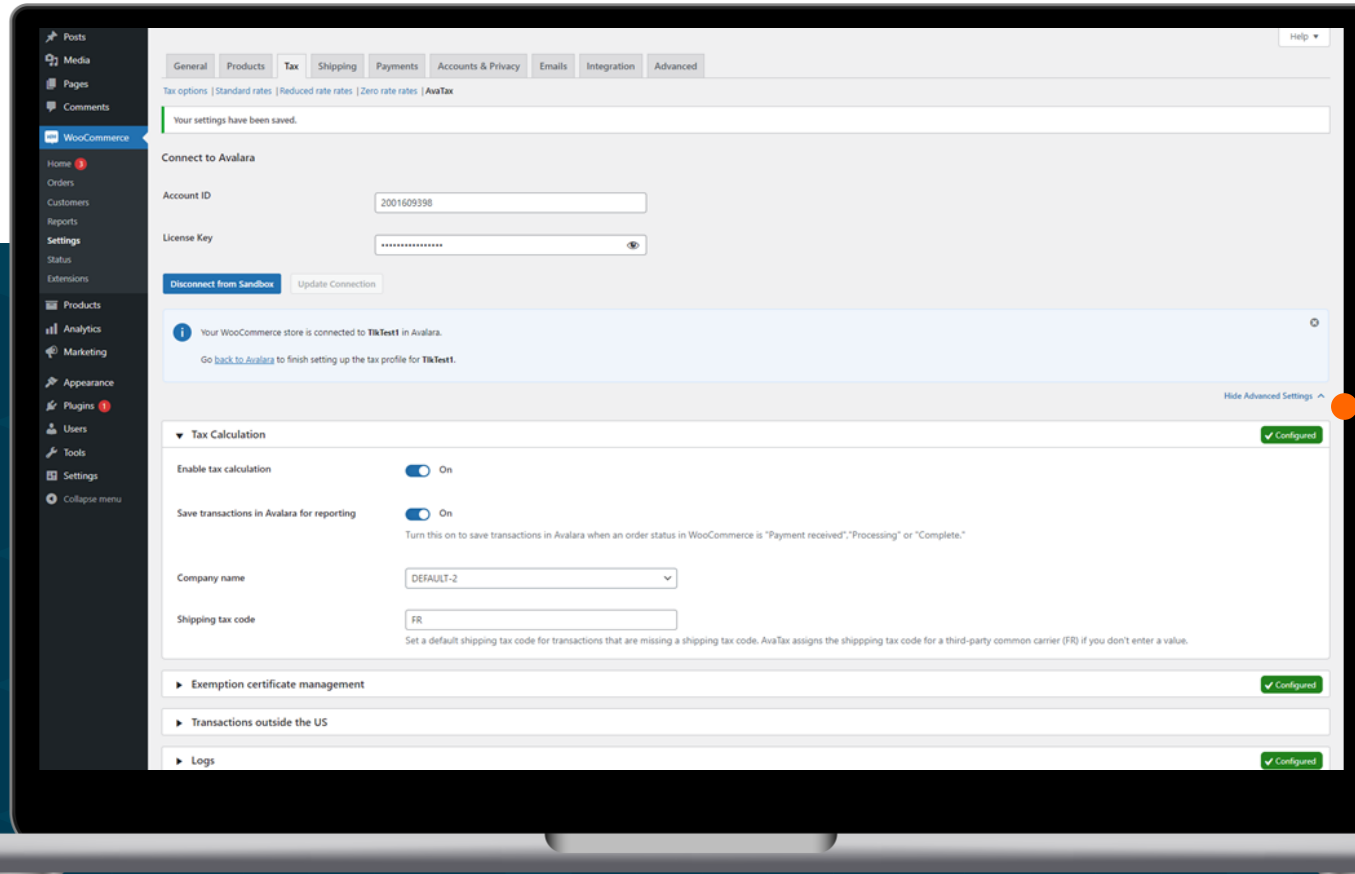 Posts
Media
Pages
Comments
WooCommerce
Home 3
Orders
Customers
Reports
Settings
Status
Extensions
Products
Analytics
Marketing
Appearance
Plugins 1
Users
Tools
Settings
Collapse menu
Help
General Products Tax Shipping Payments Accounts & Privacy Emails Integration Advanced
Tax options | Standard rates | Reduced rate rates | Zero rate rates | AvaTax
Your settings have been saved.
Connect to Avalara
Account ID 2001609398
License Key ••••••••••••••••
Disconnect from Sandbox Update Connection
Your WooCommerce store is connected to TlkTest1 in Avalara.
Go back to Avalara to finish setting up the tax profile for TlkTest1.
Hide Advanced Settings
Tax Calculation Configured
Enable tax calculation On
Save transactions in Avalara for reporting On
Turn this on to save transactions in Avalara when an order status in WooCommerce is "Payment received","Processing" or "Complete."
Company name DEFAULT-2
Shipping tax code FR
Set a default shipping tax code for transactions that are missing a shipping tax code. AvaTax assigns the shippping tax code for a third-party common carrier (FR) if you don't enter a value.
Exemption certificate management Configured
Transactions outside the US
Logs Configured